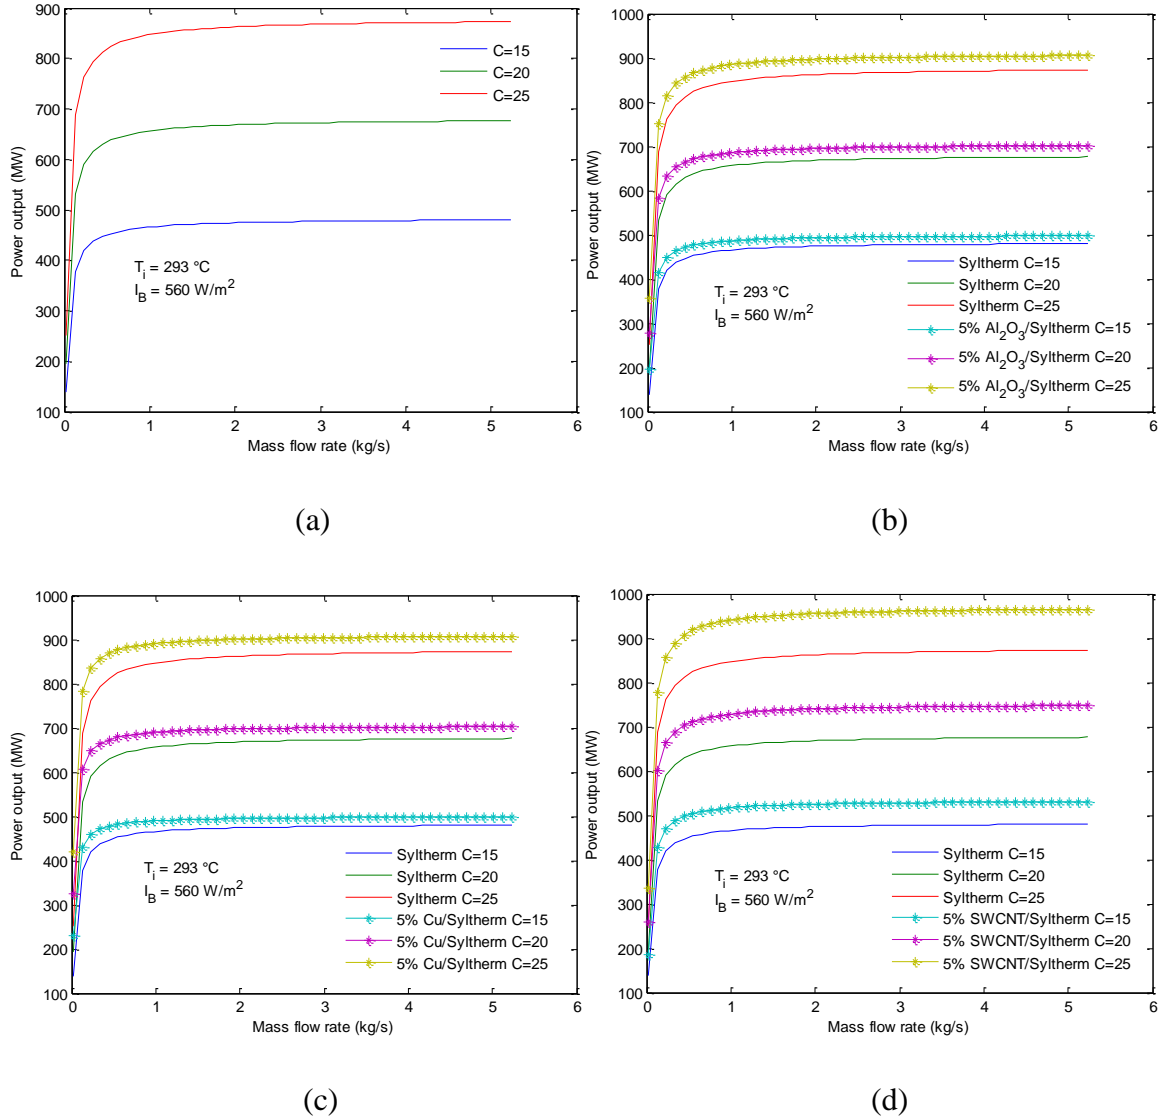 900
800
700
600
500
400
300
200
100
0
1
2
3
4
5
6
Power output (MW)
Mass flow rate (kg/s)
C=15
C=20
C=25
T_i = 293 °C
I_B = 560 W/m²
(a)
1000
900
800
700
600
500
400
300
200
100
0
1
2
3
4
5
6
Power output (MW)
Mass flow rate (kg/s)
T_i = 293 °C
I_B = 560 W/m²
Syltherm C=15
Syltherm C=20
Syltherm C=25
5% Al₂O₃/Syltherm C=15
5% Al₂O₃/Syltherm C=20
5% Al₂O₃/Syltherm C=25
(b)
1000
900
800
700
600
500
400
300
200
100
0
1
2
3
4
5
6
Power output (MW)
Mass flow rate (kg/s)
T_i = 293 °C
I_B = 560 W/m²
Syltherm C=15
Syltherm C=20
Syltherm C=25
5% Cu/Syltherm C=15
5% Cu/Syltherm C=20
5% Cu/Syltherm C=25
(c)
1000
900
800
700
600
500
400
300
200
100
0
1
2
3
4
5
6
Power output (MW)
Mass flow rate (kg/s)
T_i = 293 °C
I_B = 560 W/m²
Syltherm C=15
Syltherm C=20
Syltherm C=25
5% SWCNT/Syltherm C=15
5% SWCNT/Syltherm C=20
5% SWCNT/Syltherm C=25
(d)